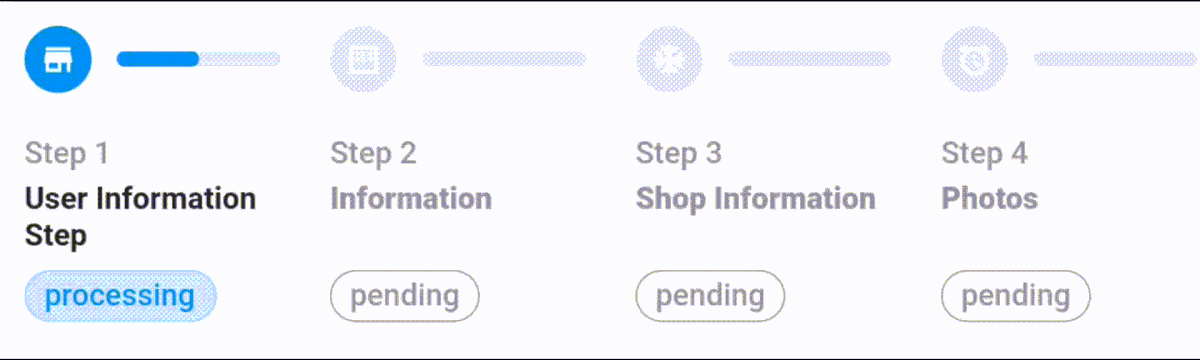 Step 1
User Information
Step
processing
Step 2
Information
pending
Step 3
Shop Information
pending
Step 4
Photos
pending